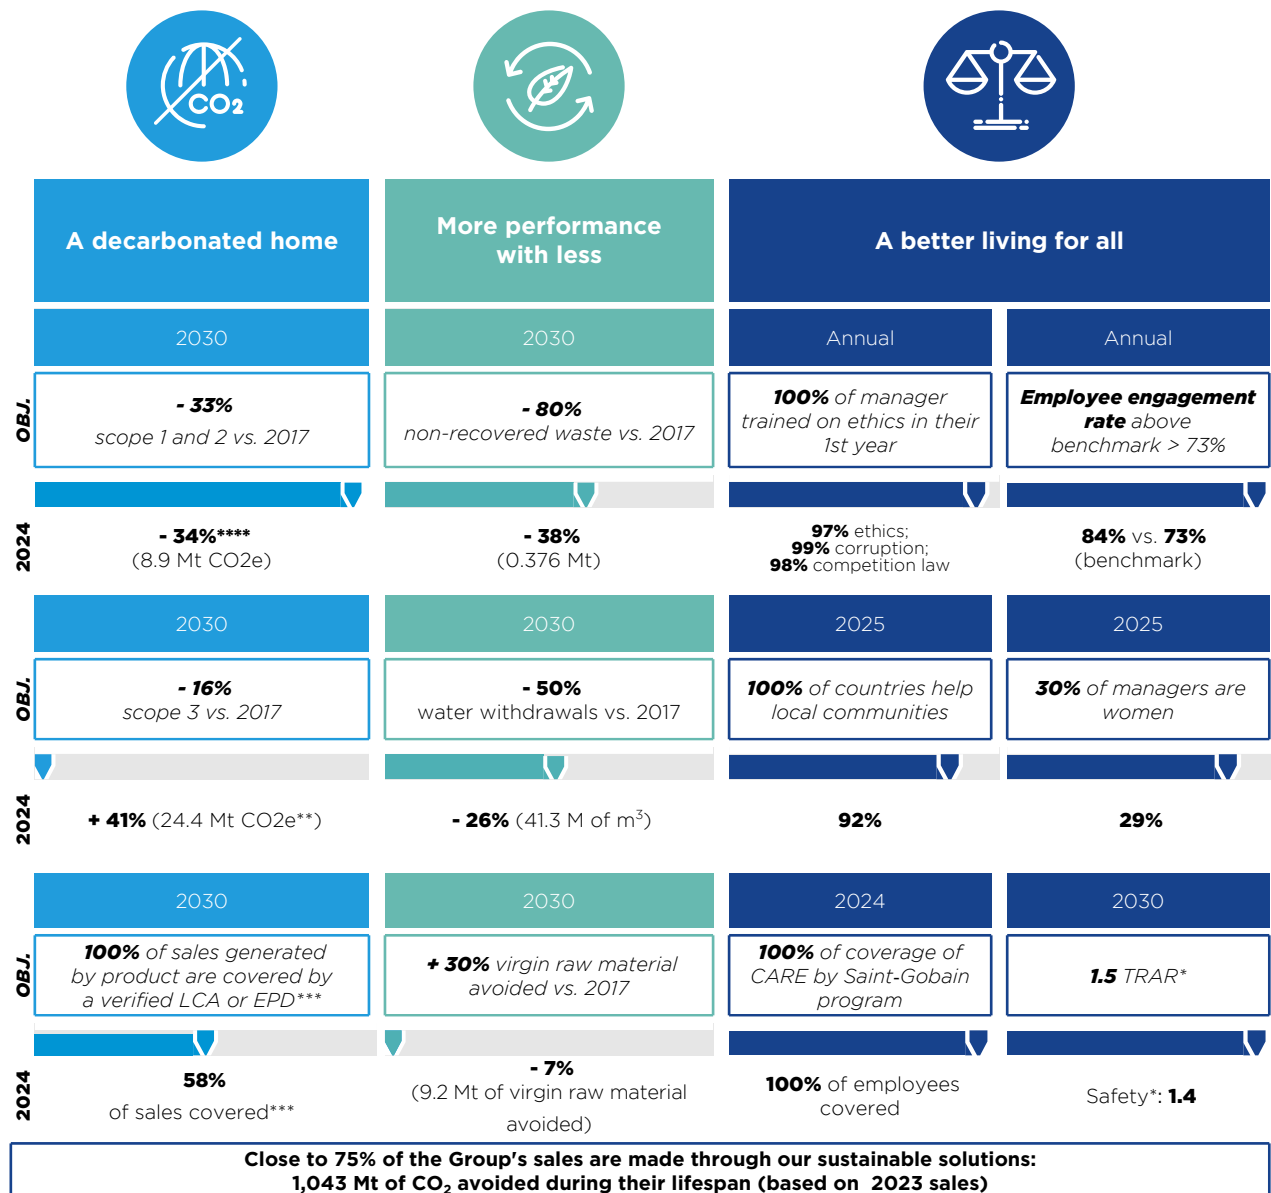 CO2
A decarbonated home
More performance
with less
A better living for all
2030
2030
Annual
Annual
OBJ.
- 33%
scope 1 and 2 vs. 2017
- 80%
non-recovered waste vs. 2017
100% of manager
trained on ethics in their
1st year
Employee engagement
rate above
benchmark > 73%
2024
- 34%****
(8.9 Mt CO2e)
- 38%
(0.376 Mt)
97% ethics;
99% corruption;
98% competition law
84% vs. 73%
(benchmark)
2030
2030
2025
2025
OBJ.
- 16%
scope 3 vs. 2017
- 50%
water withdrawals vs. 2017
100% of countries help
local communities
30% of managers are
women
2024
+ 41% (24.4 Mt CO2e**)
- 26% (41.3 M of m³)
92%
29%
2030
2030
2024
2030
OBJ.
100% of sales generated
by product are covered by
a verified LCA or EPD***
+ 30% virgin raw material
avoided vs. 2017
100% of coverage of
CARE by Saint-Gobain
program
1.5 TRAR*
2024
58%
of sales covered***
- 7%
(9.2 Mt of virgin raw material
avoided)
100% of employees
covered
Safety*: 1.4
Close to 75% of the Group's sales are made through our sustainable solutions:
1,043 Mt of CO₂ avoided during their lifespan (based on 2023 sales)